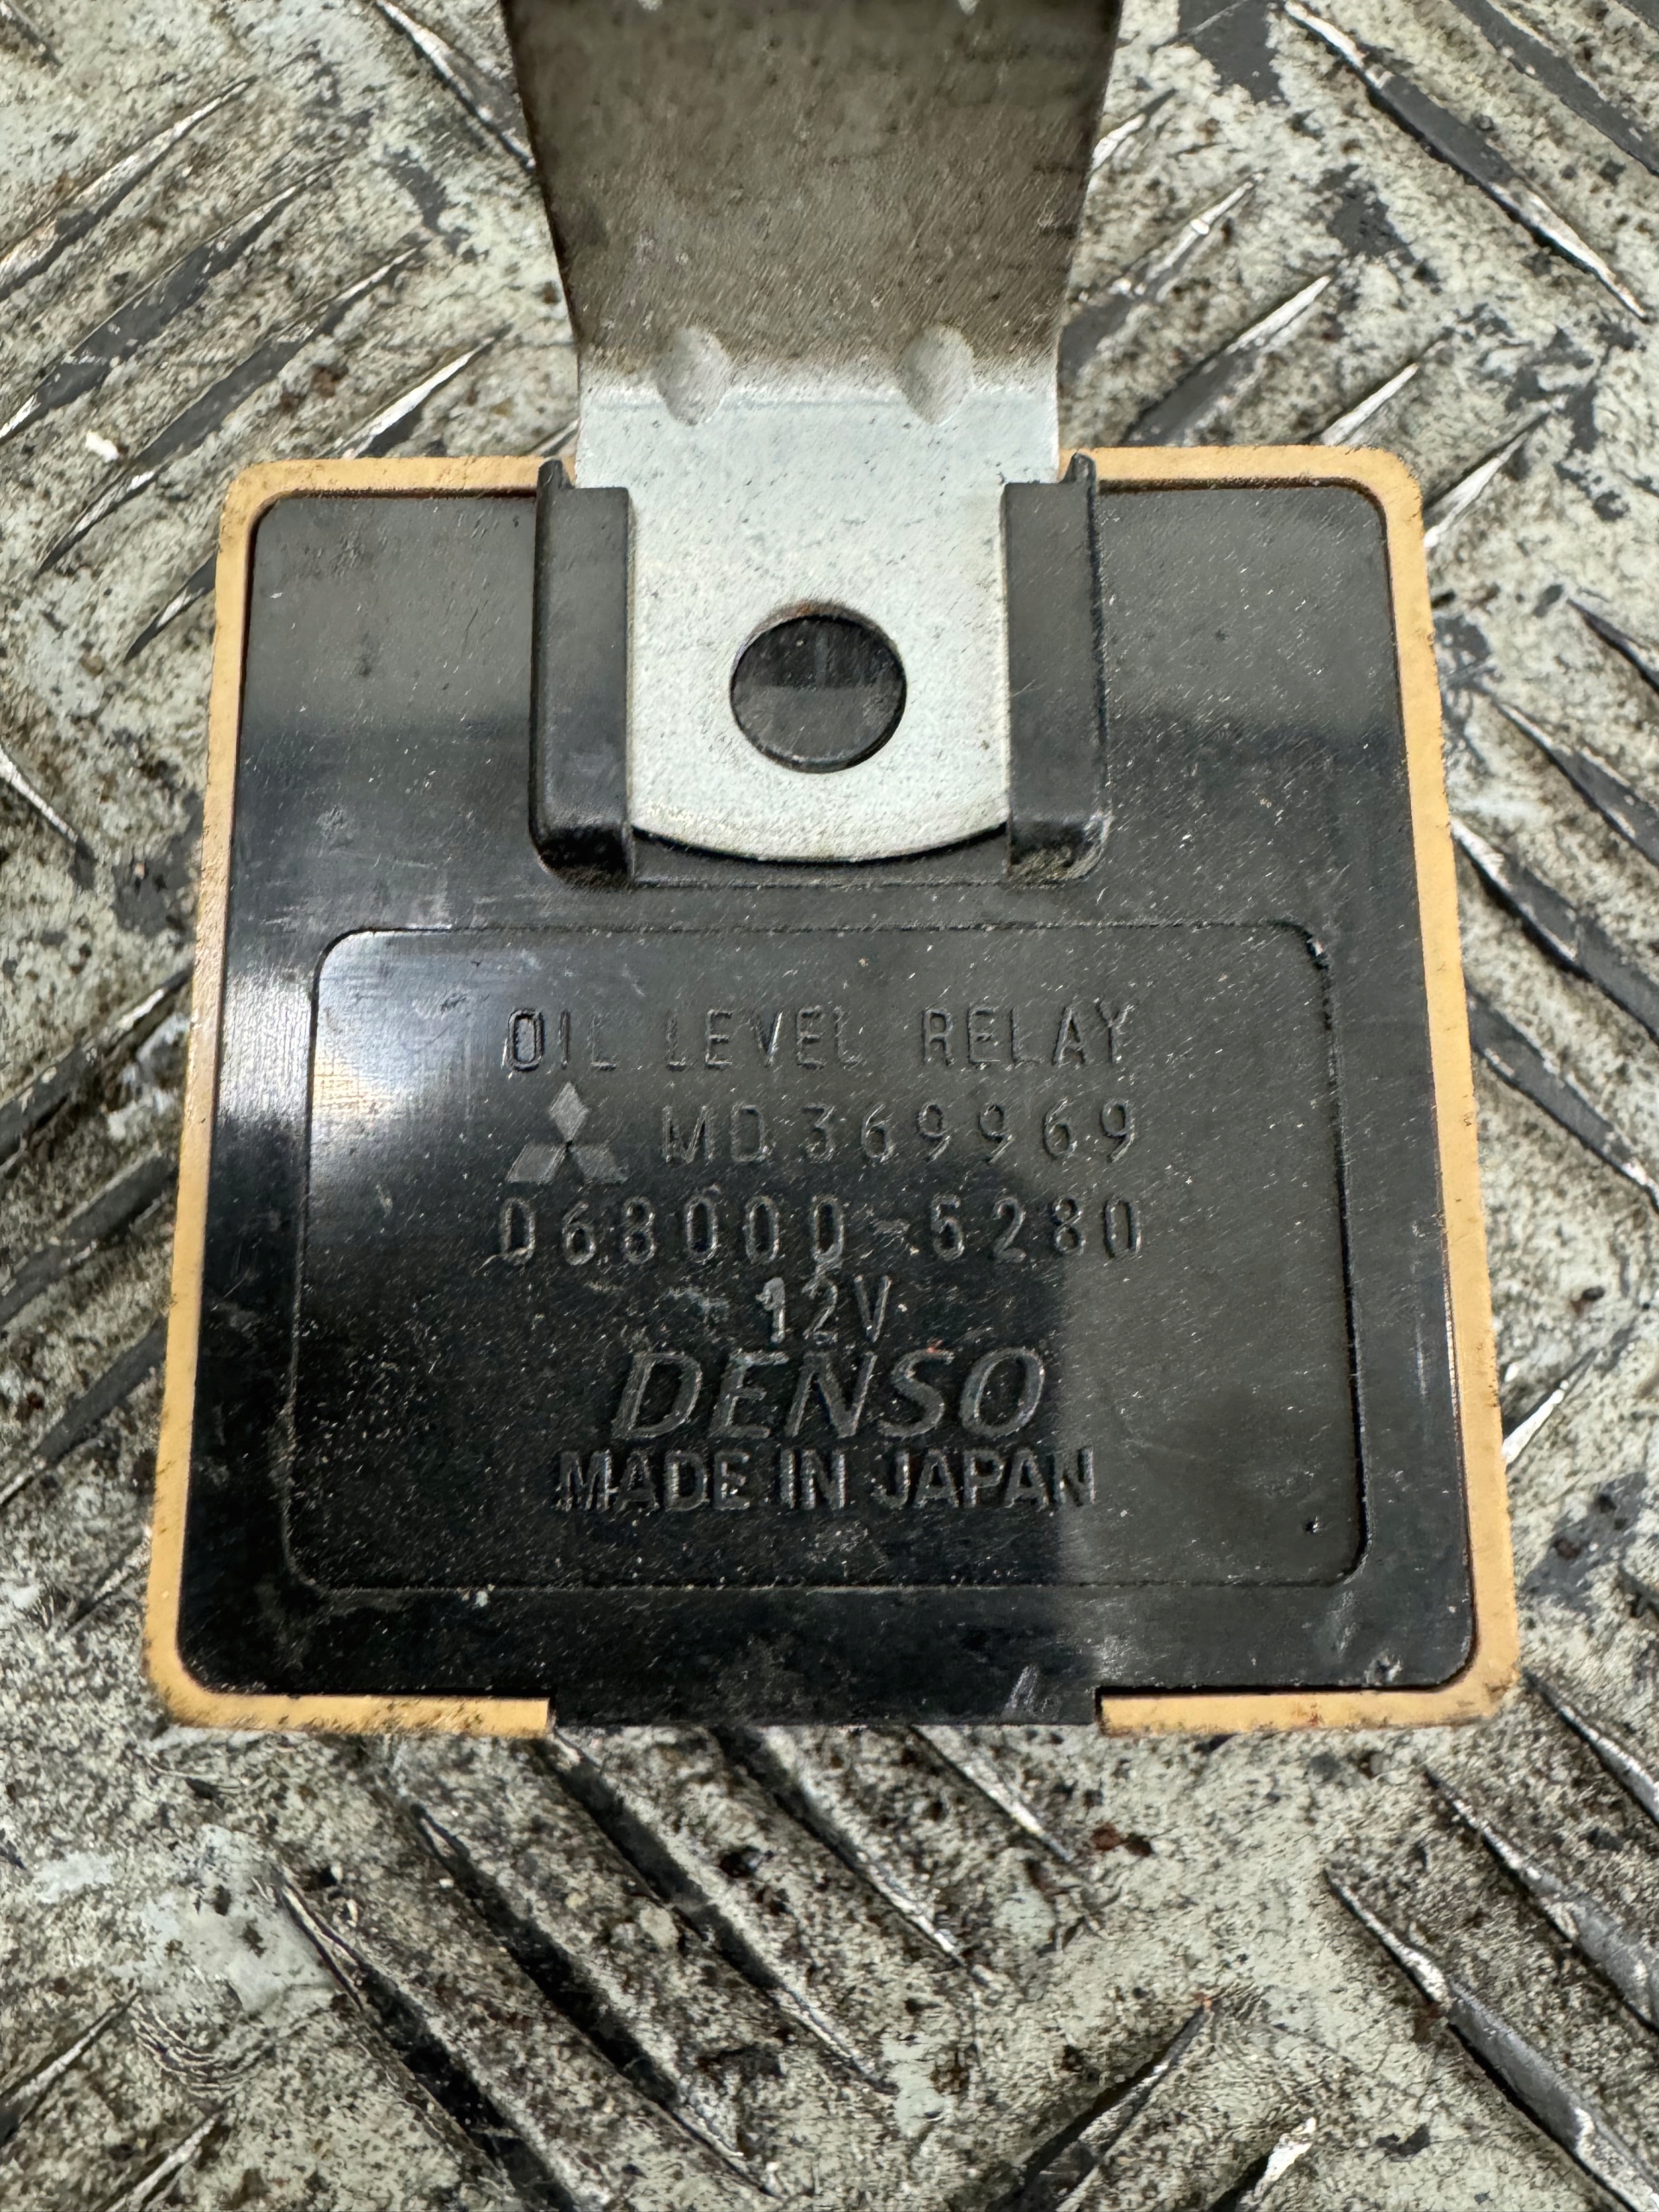 OIL LEVEL RELAY
MD369969
068000-5280
12V
DENSO
MADE IN JAPAN